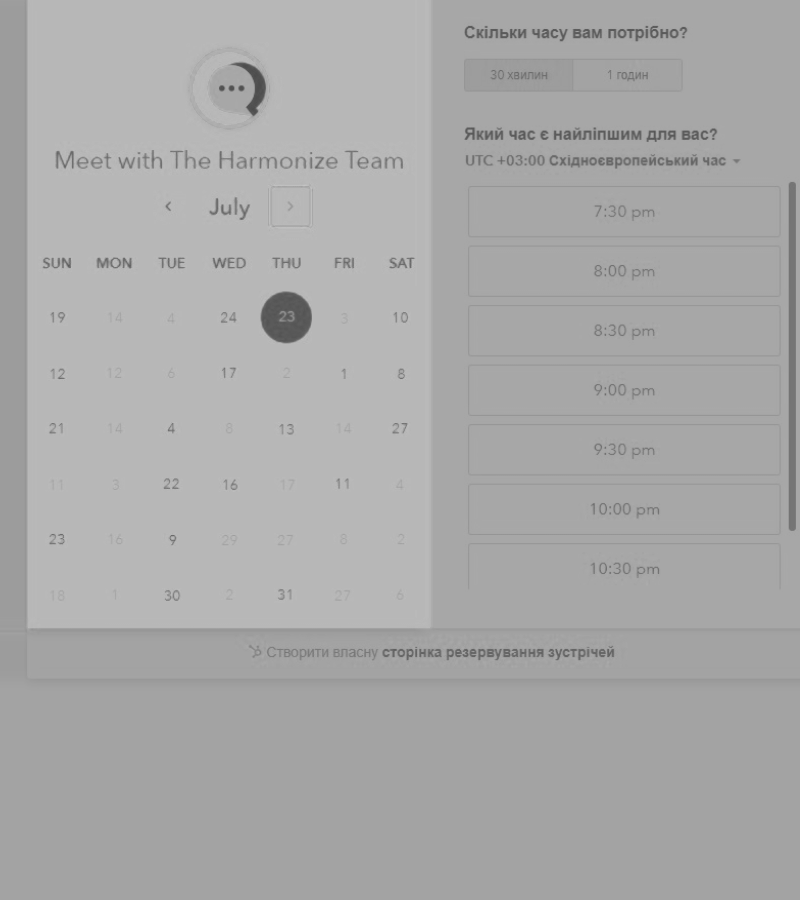 Meet with The Harmonize Team
July
SUN MON TUE WED THU FRI SAT
19 14 4 24 23 3 10
12 12 6 17 2 1 8
21 14 4 8 13 14 27
11 3 22 16 17 11 4
23 16 9 29 27 8 2
18 1 30 2 31 27 6
Скільки часу вам потрібно?
30 хвилин 1 годин
Який час є найліпшим для вас?
UTC +03:00 Східноєвропейський час
7:30 pm
8:00 pm
8:30 pm
9:00 pm
9:30 pm
10:00 pm
10:30 pm
Створити власну сторінка резервування зустрічей